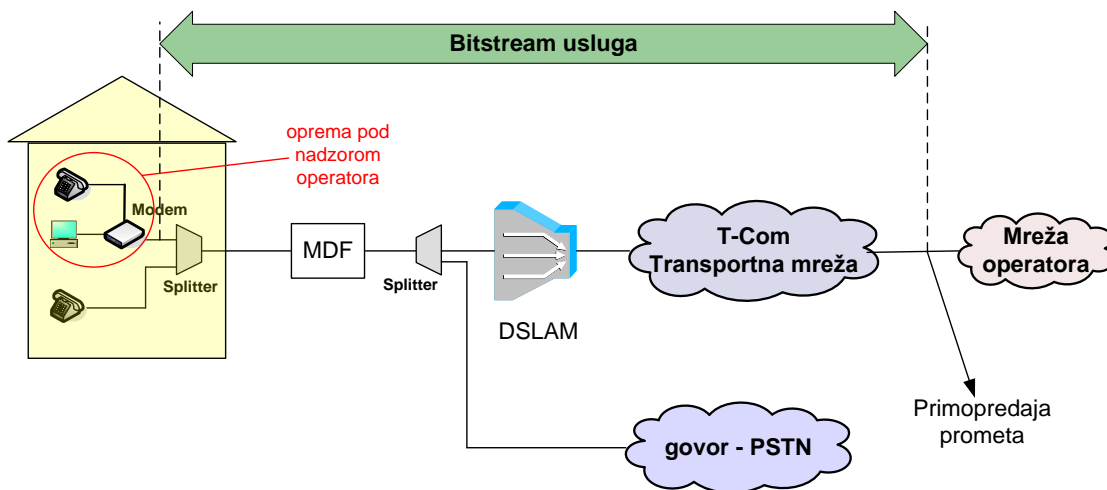 Bitstream usluga
oprema pod
nadzorom
operatora
Modem
Splitter
MDF
Splitter
DSLAM
T-Com
Transportna mreža
Mreža
operatora
Primopredaja
prometa
govor - PSTN